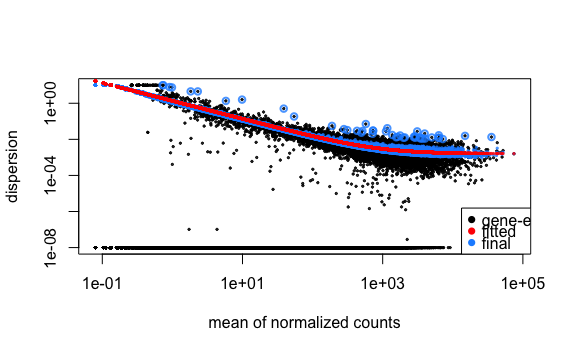 dispersion
1e+00
1e-04
1e-08
gene-e
fitted
final
1e-01
1e+01
1e+03
1e+05
mean of normalized counts